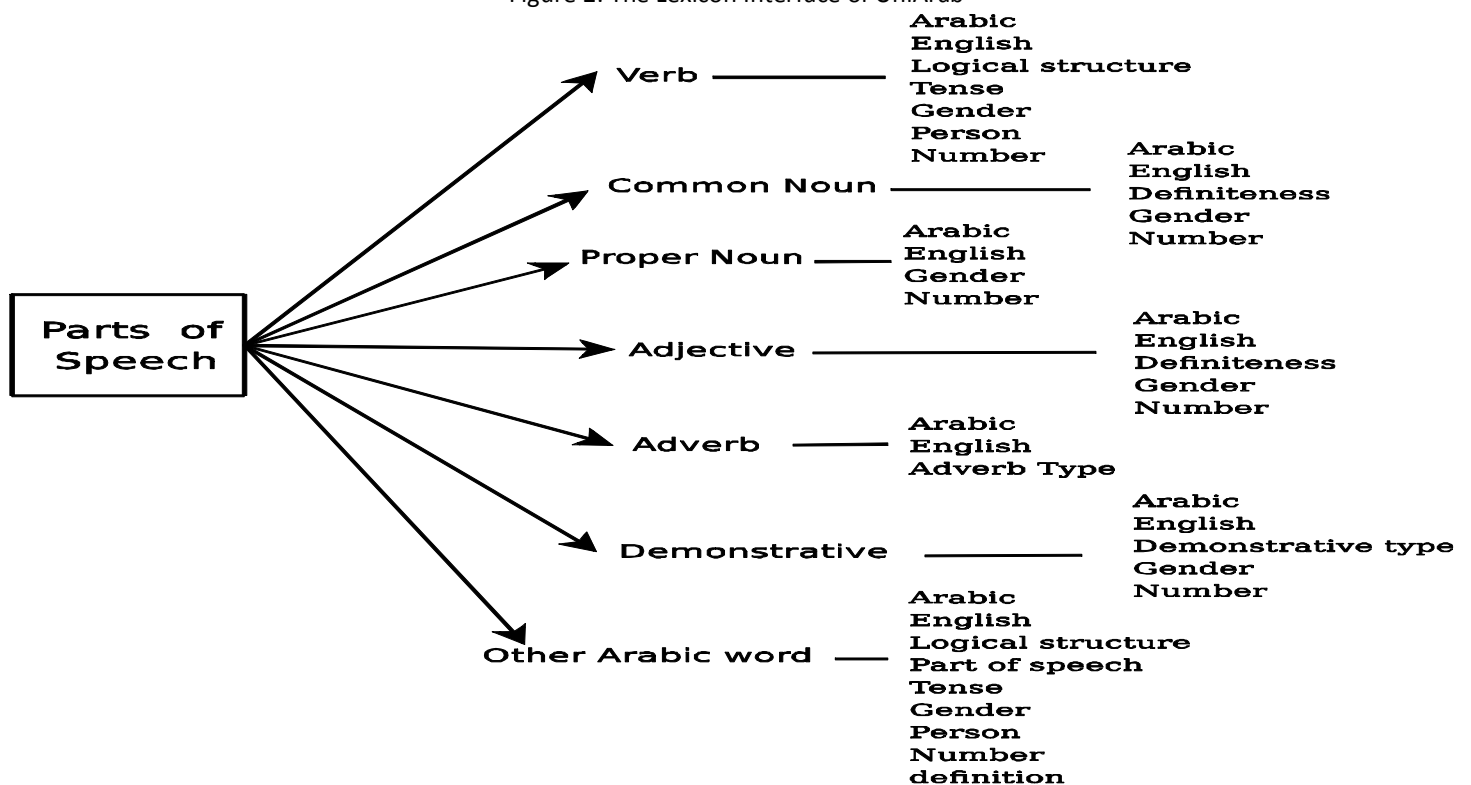 Figure 2: The Lexicon Interface of UniArab
Parts of
Speech
Verb
Arabic
English
Logical structure
Tense
Gender
Person
Number
Common Noun
Arabic
English
Definiteness
Gender
Number
Proper Noun
Arabic
English
Gender
Number
Adjective
Arabic
English
Definiteness
Gender
Number
Adverb
Arabic
English
Adverb Type
Demonstrative
Arabic
English
Demonstrative type
Gender
Number
Other Arabic word
Arabic
English
Logical structure
Part of speech
Tense
Gender
Person
Number
definition